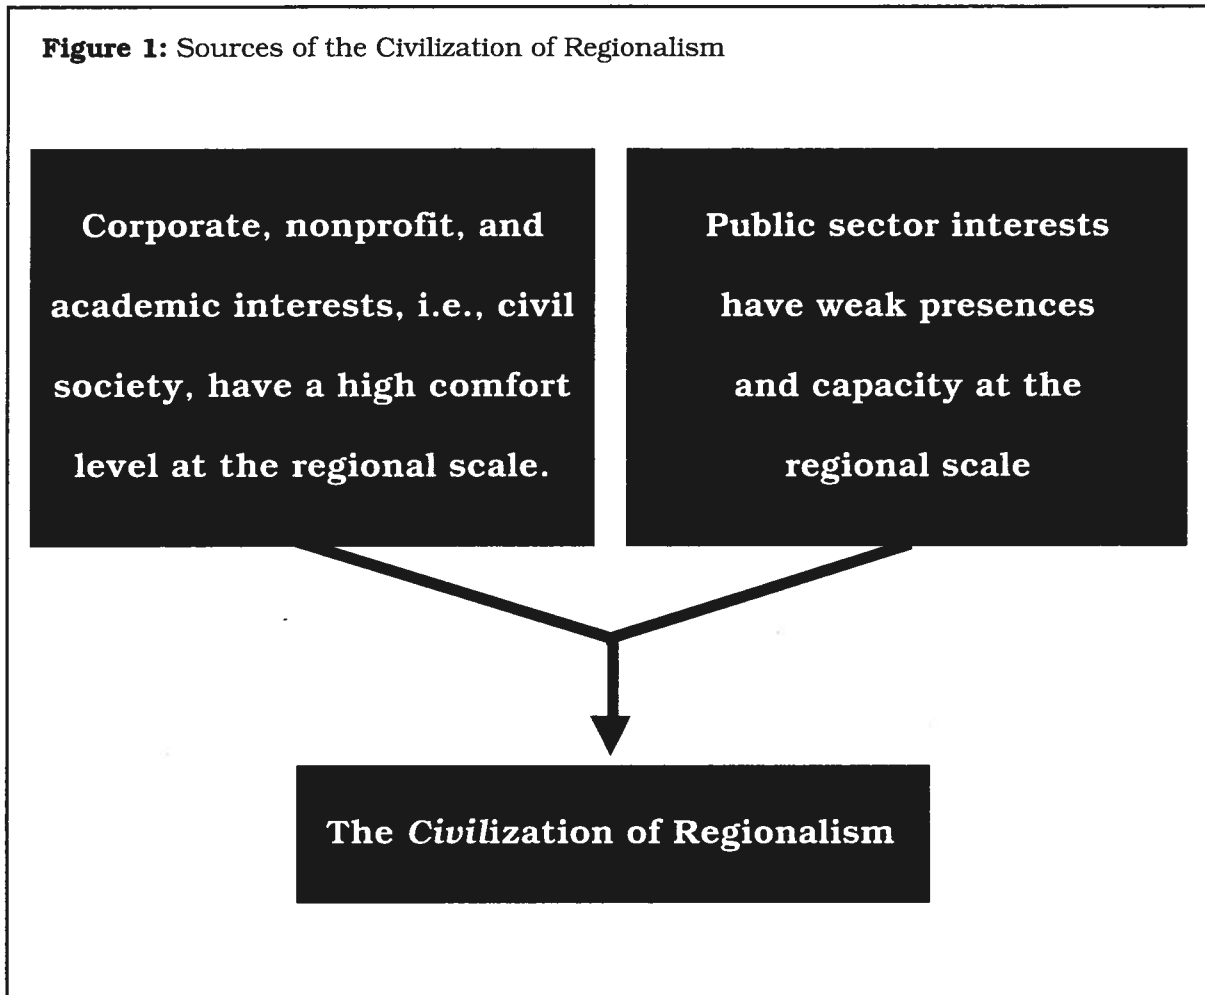 Figure 1: Sources of the Civilization of Regionalism
Corporate, nonprofit, and
academic interests, i.e., civil
society, have a high comfort
level at the regional scale.
Public sector interests
have weak presences
and capacity at the
regional scale
The Civilization of Regionalism